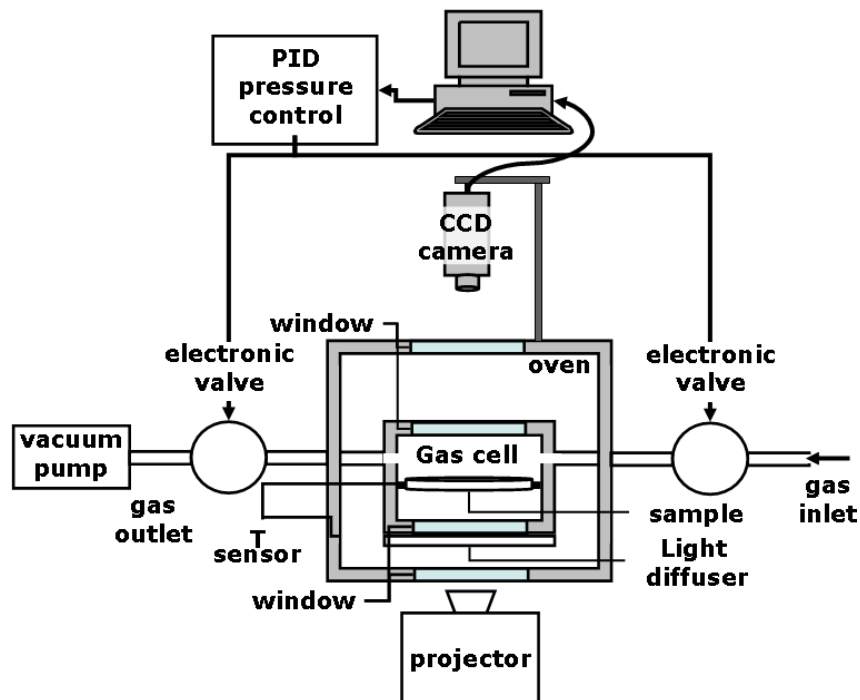 PID
pressure
control
CCD
camera
window
oven
electronic
valve
electronic
valve
vacuum
pump
Gas cell
gas
outlet
T
sensor
sample
gas
inlet
Light
diffuser
window
projector